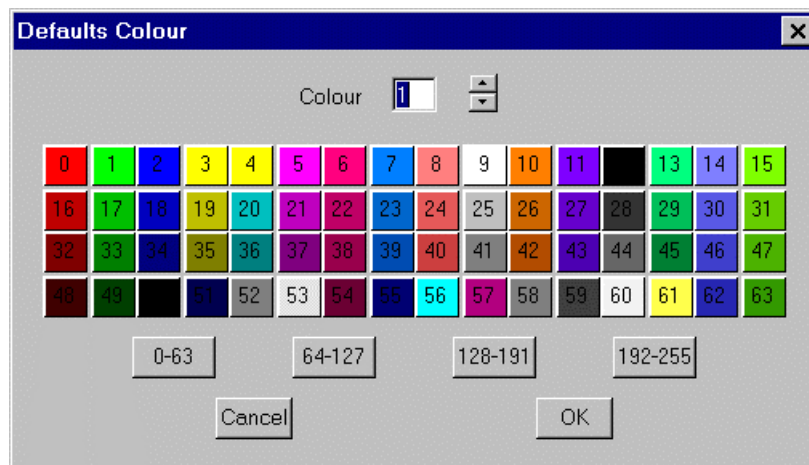 Defaults Colour
Colour 1
0 1 2 3 4 5 6 7 8 9 10 11 13 14 15
16 17 18 19 20 21 22 23 24 25 26 27 28 29 30 31
32 33 34 35 36 37 38 39 40 41 42 43 44 45 46 47
48 49 51 52 53 54 55 56 57 58 59 60 61 62 63
0-63 64-127 128-191 192-255
Cancel OK